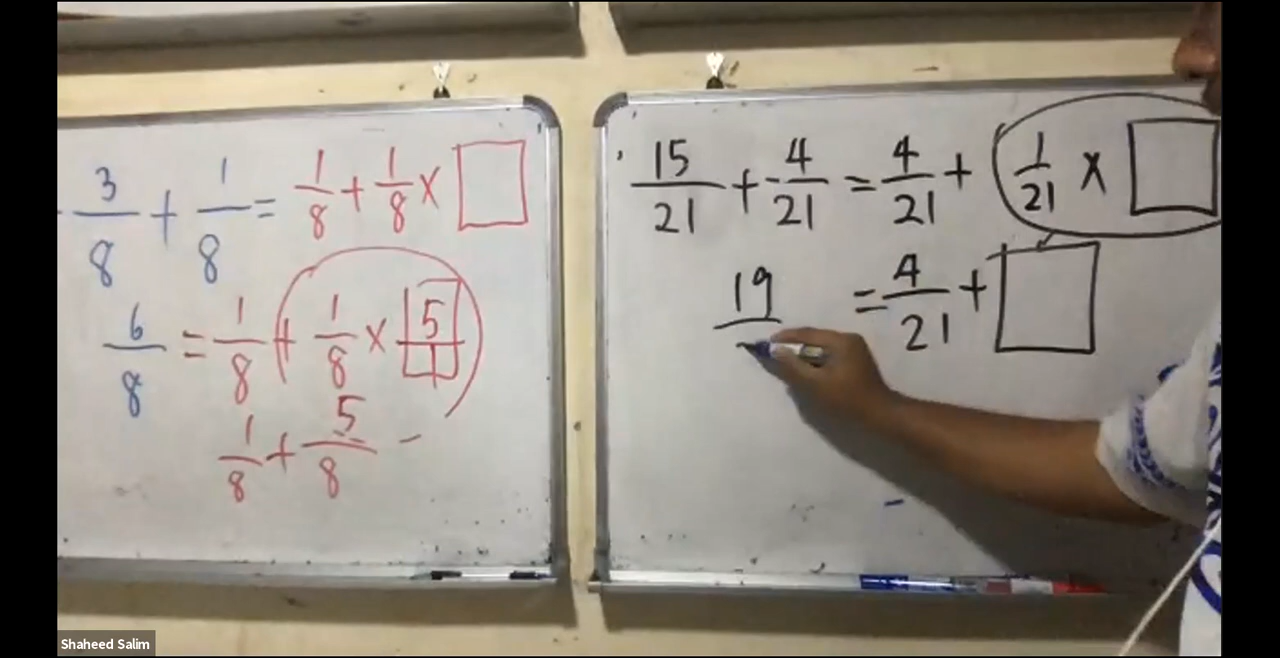 3/8 + 1/8 = 1/8 + 1/8 × □
6/8 = 1/8 + 1/8 × 5/1
1/8 + 5/8 -
15/21 + 4/21 = 4/21 + 1/21 × □
19 = 4/21 + □
Shaheed Salim